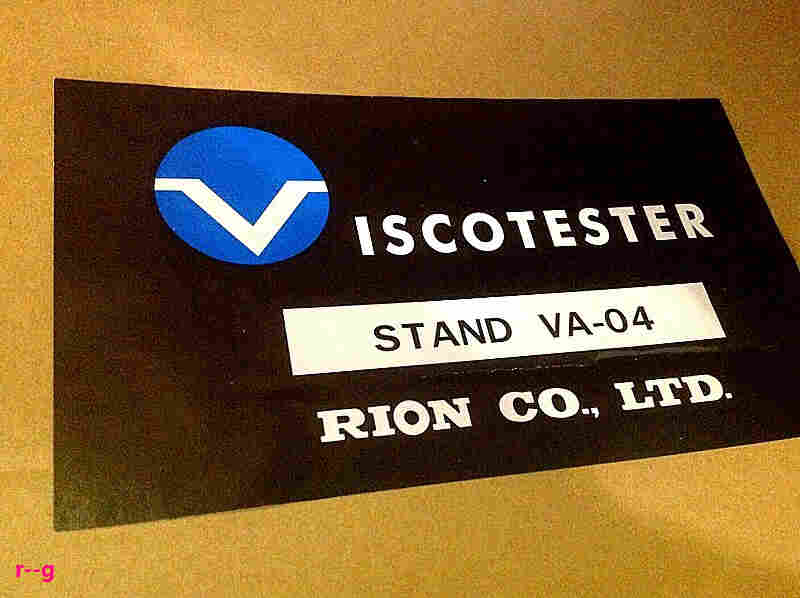 VISCOTESTER
STAND VA-04
RION CO., LTD.
r--g